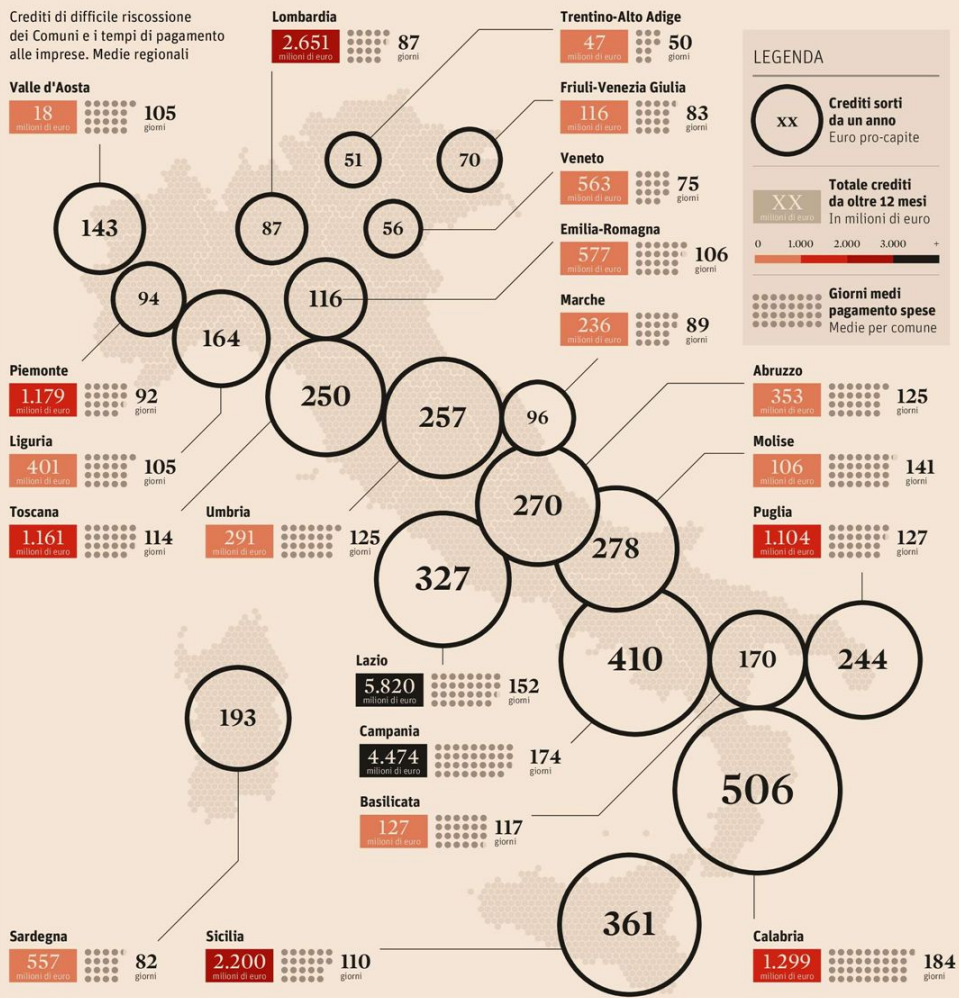 Crediti di difficile riscossione
dei Comuni e i tempi di pagamento
alle imprese. Medie regionali
Valle d'Aosta
18
milioni di euro
105
giorni
Lombardia
2.651
milioni di euro
87
giorni
Trentino-Alto Adige
47
milioni di euro
50
giorni
Friuli-Venezia Giulia
116
milioni di euro
83
giorni
Veneto
563
milioni di euro
75
giorni
Emilia-Romagna
577
milioni di euro
106
giorni
Marche
236
milioni di euro
89
giorni
LEGENDA
xx
Crediti sorti
da un anno
Euro pro-capite
XX
milioni di euro
Totale crediti
da oltre 12 mesi
In milioni di euro
0 1.000 2.000 3.000 +
Giorni medi
pagamento spese
Medie per comune
51
70
143
87
56
94
116
164
250
257
96
270
278
327
410
170
244
193
506
361
Piemonte
1.179
milioni di euro
92
giorni
Liguria
401
milioni di euro
105
giorni
Toscana
1.161
milioni di euro
114
giorni
Umbria
291
milioni di euro
125
giorni
Abruzzo
353
milioni di euro
125
giorni
Molise
106
milioni di euro
141
giorni
Puglia
1.104
milioni di euro
127
giorni
Lazio
5.820
milioni di euro
152
giorni
Campania
4.474
milioni di euro
174
giorni
Basilicata
127
milioni di euro
117
giorni
Sardegna
557
milioni di euro
82
giorni
Sicilia
2.200
milioni di euro
110
giorni
Calabria
1.299
milioni di euro
184
giorni